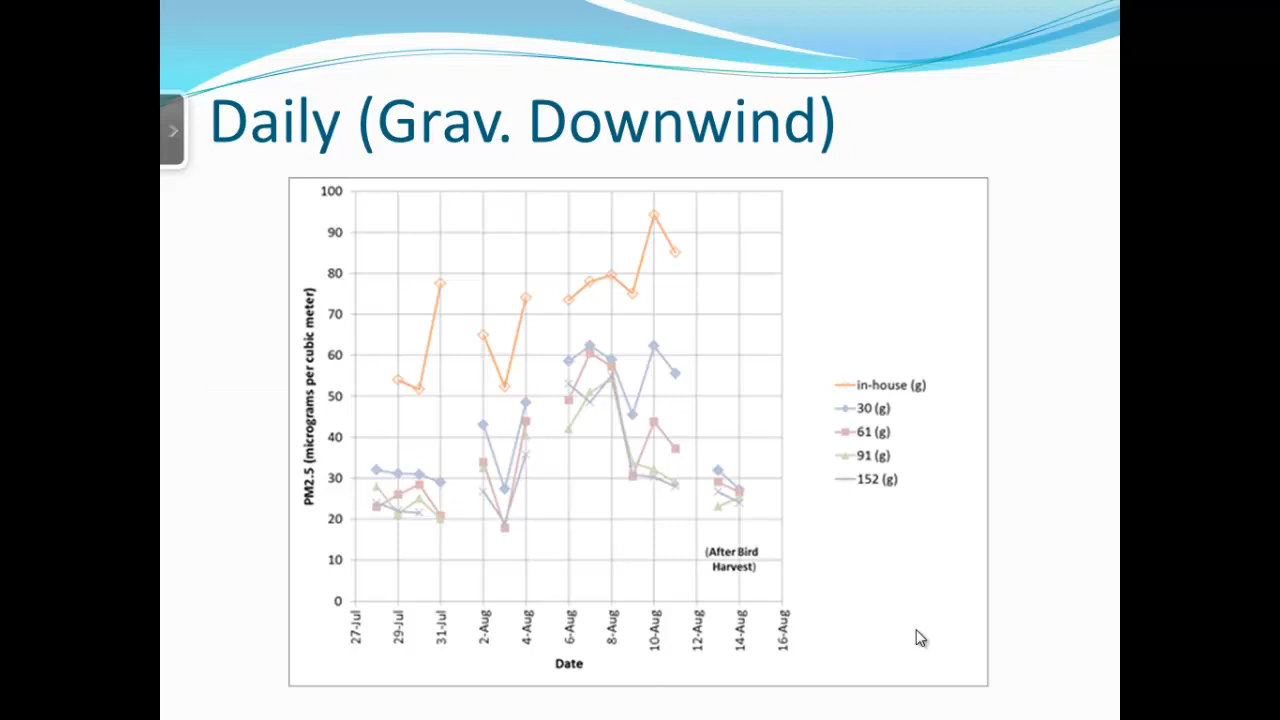 Daily (Grav. Downwind)
100
90
80
70
60
50
40
30
20
10
0
PM2.5 (micrograms per cubic meter)
27-Jul
29-Jul
31-Jul
2-Aug
4-Aug
6-Aug
8-Aug
10-Aug
12-Aug
14-Aug
16-Aug
Date
(After Bird
Harvest)
in-house (g)
30 (g)
61 (g)
91 (g)
152 (g)